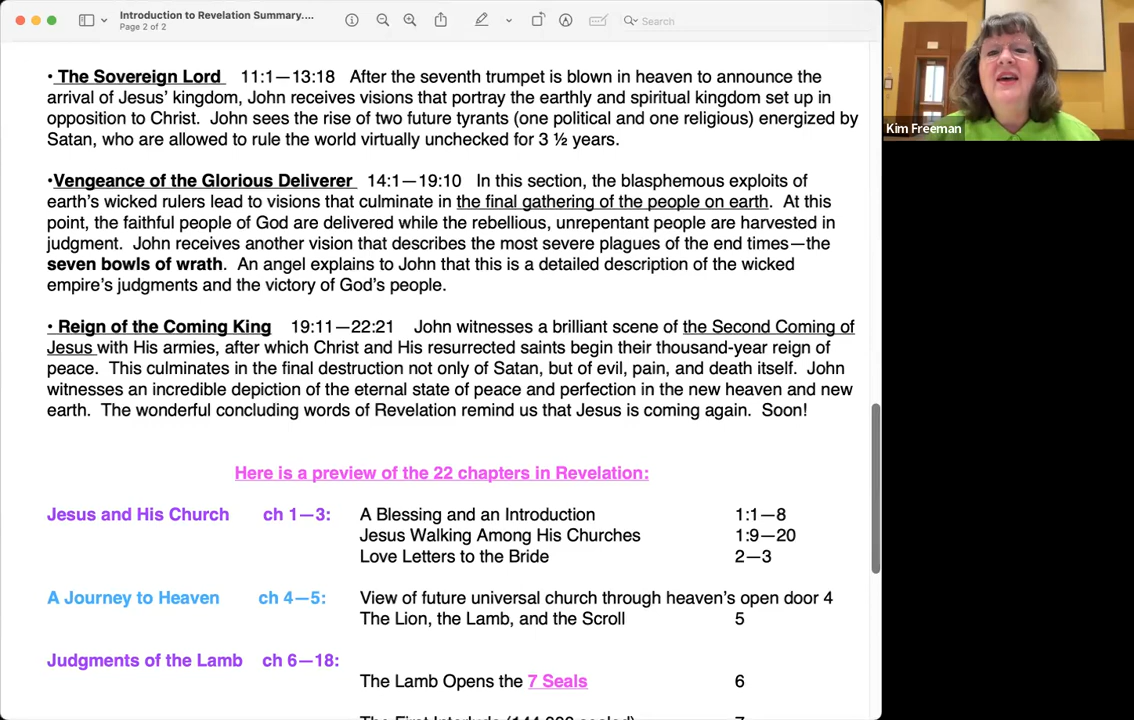 Introduction to Revelation Summary....
Page 2 of 2
Search
• The Sovereign Lord 11:1—13:18 After the seventh trumpet is blown in heaven to announce the
arrival of Jesus' kingdom, John receives visions that portray the earthly and spiritual kingdom set up in
opposition to Christ. John sees the rise of two future tyrants (one political and one religious) energized by
Satan, who are allowed to rule the world virtually unchecked for 3 ½ years.
•Vengeance of the Glorious Deliverer 14:1—19:10 In this section, the blasphemous exploits of
earth's wicked rulers lead to visions that culminate in the final gathering of the people on earth. At this
point, the faithful people of God are delivered while the rebellious, unrepentant people are harvested in
judgment. John receives another vision that describes the most severe plagues of the end times—the
seven bowls of wrath. An angel explains to John that this is a detailed description of the wicked
empire's judgments and the victory of God's people.
• Reign of the Coming King 19:11—22:21 John witnesses a brilliant scene of the Second Coming of
Jesus with His armies, after which Christ and His resurrected saints begin their thousand-year reign of
peace. This culminates in the final destruction not only of Satan, but of evil, pain, and death itself. John
witnesses an incredible depiction of the eternal state of peace and perfection in the new heaven and new
earth. The wonderful concluding words of Revelation remind us that Jesus is coming again. Soon!
Here is a preview of the 22 chapters in Revelation:
Jesus and His Church ch 1—3: A Blessing and an Introduction 1:1—8
Jesus Walking Among His Churches 1:9—20
Love Letters to the Bride 2—3
A Journey to Heaven ch 4—5: View of future universal church through heaven's open door 4
The Lion, the Lamb, and the Scroll 5
Judgments of the Lamb ch 6—18:
The Lamb Opens the 7 Seals 6
The First Interlude (144,000 sealed) 7
Kim Freeman